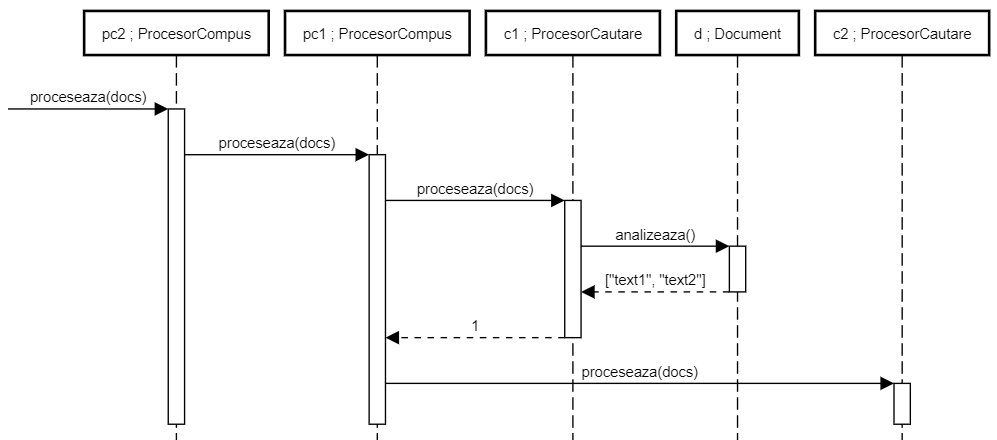 pc2 ; ProcesorCompus
pc1 ; ProcesorCompus
c1 ; ProcesorCautare
d ; Document
c2 ; ProcesorCautare
proceseaza(docs)
proceseaza(docs)
proceseaza(docs)
analizeaza()
["text1", "text2"]
1
proceseaza(docs)